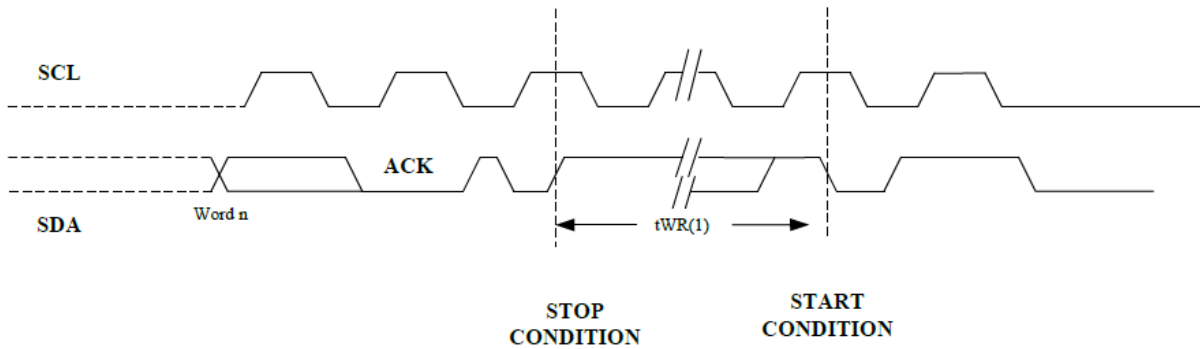 SCL
ACK
Word n
SDA
tWR(1)
STOP
CONDITION
START
CONDITION